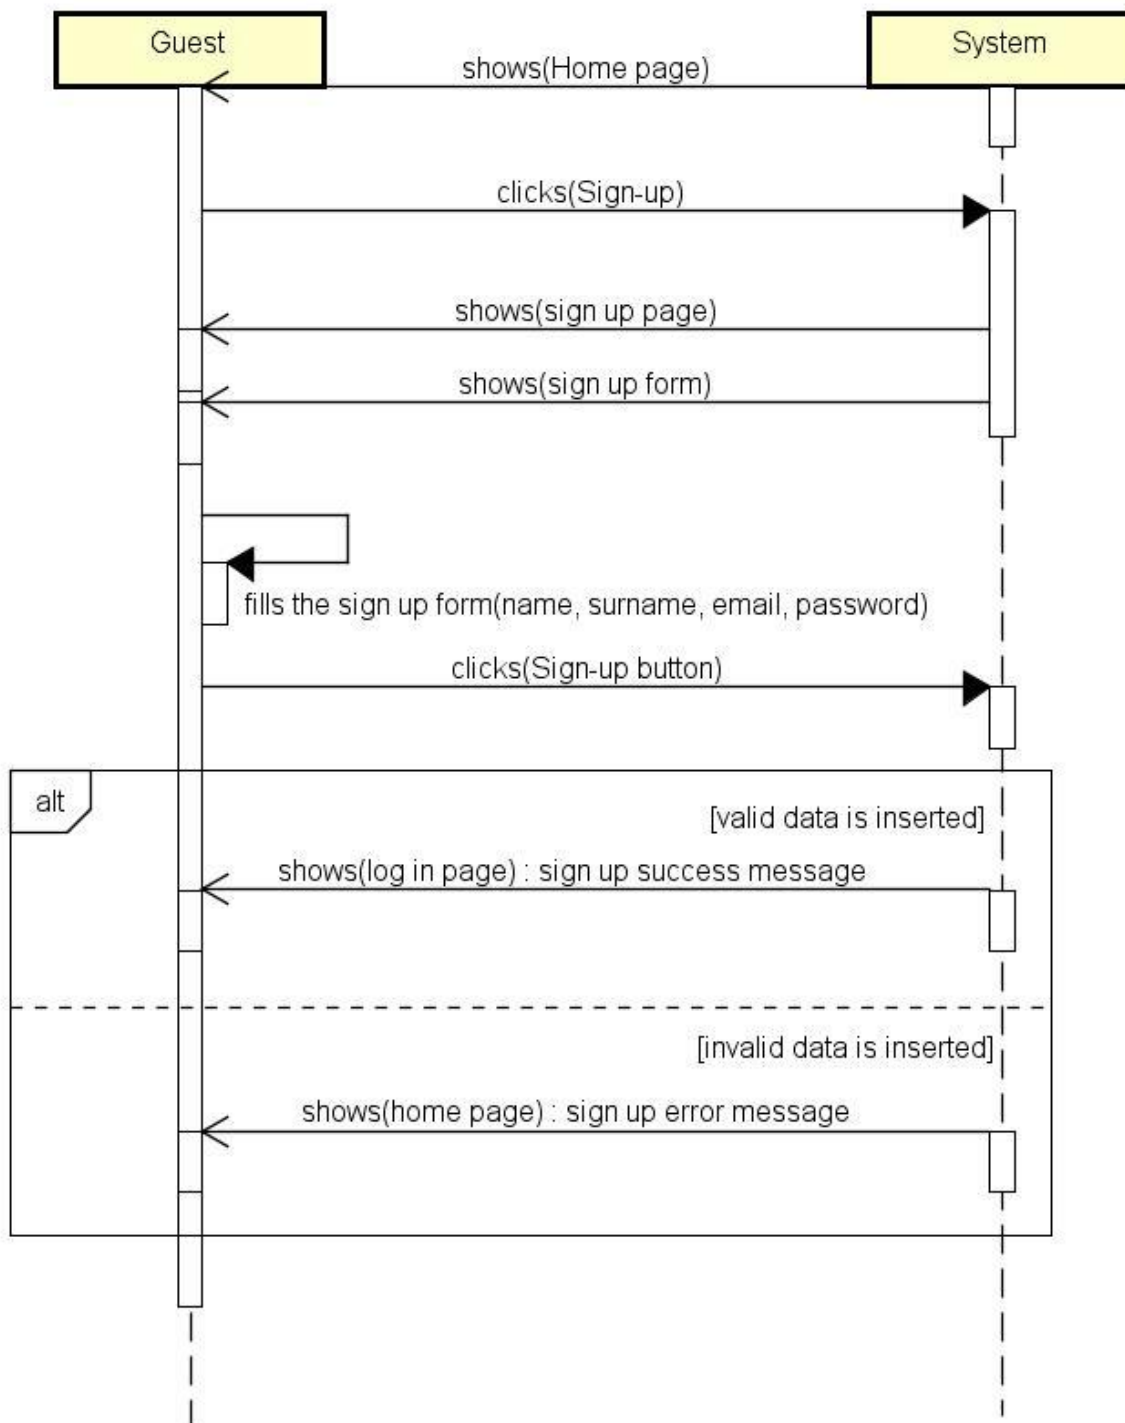 Guest
System
shows(Home page)
clicks(Sign-up)
shows(sign up page)
shows(sign up form)
fills the sign up form(name, surname, email, password)
clicks(Sign-up button)
alt
[valid data is inserted]
shows(log in page) : sign up success message
[invalid data is inserted]
shows(home page) : sign up error message